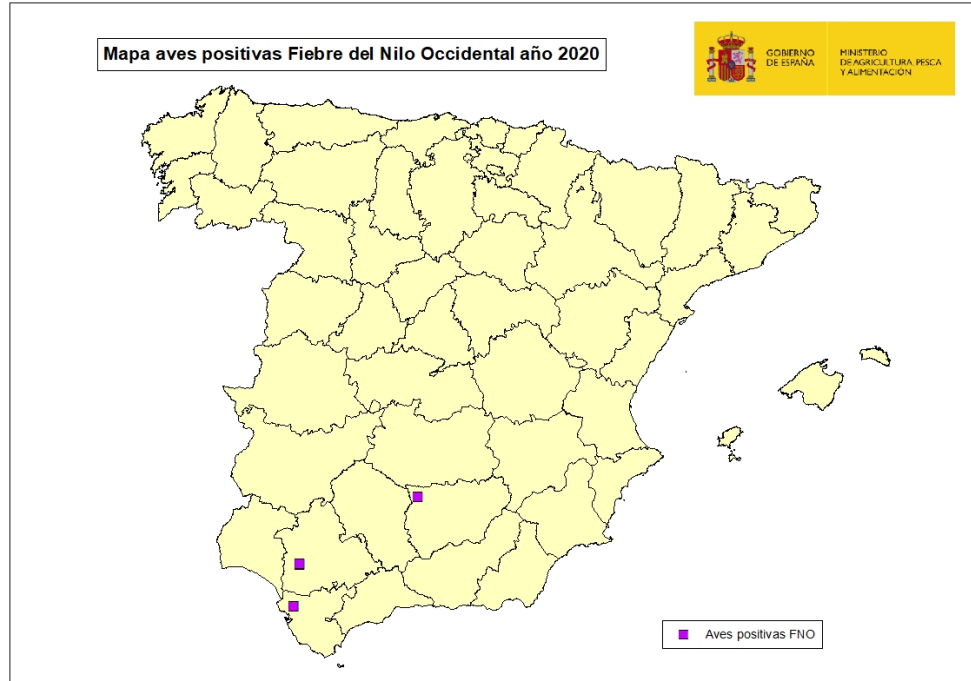 Mapa aves positivas Fiebre del Nilo Occidental año 2020
GOBIERNO
DE ESPAÑA
MINISTERIO
DE AGRICULTURA, PESCA
Y ALIMENTACIÓN
Aves positivas FNO